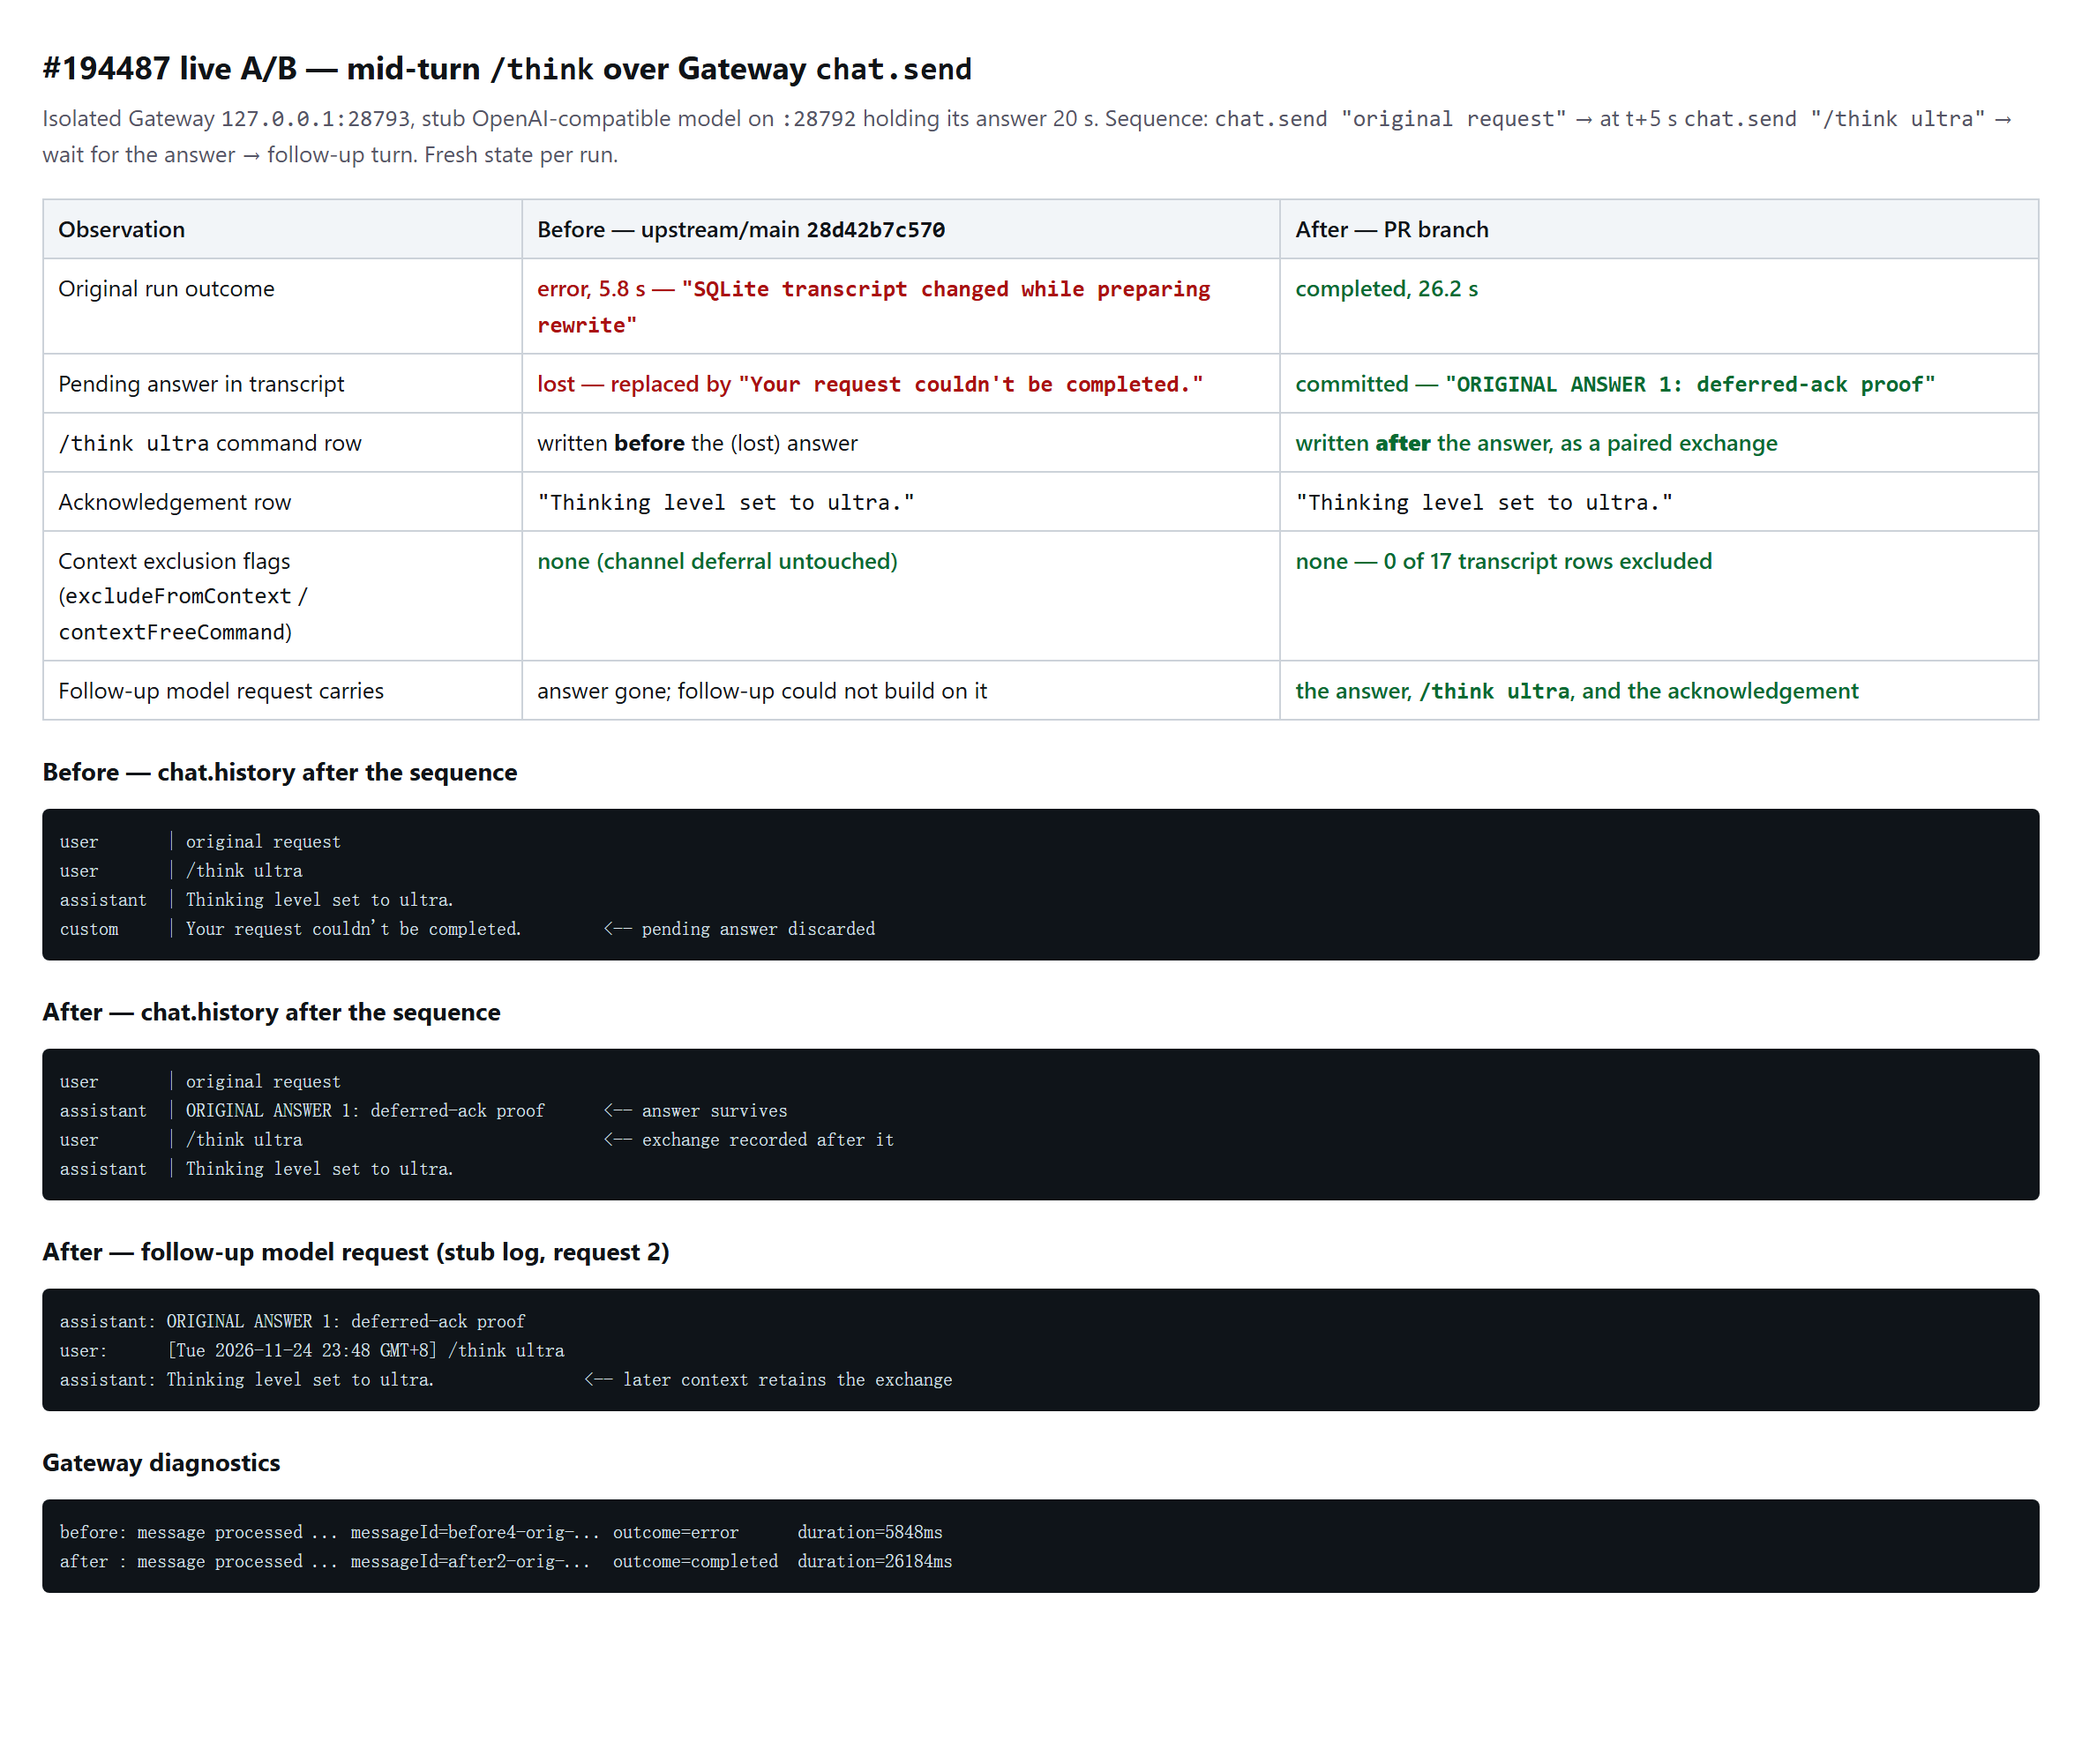 #194487 live A/B — mid-turn /think over Gateway chat.send
Isolated Gateway 127.0.0.1:28793, stub OpenAI-compatible model on :28792 holding its answer 20 s. Sequence: chat.send "original request" → at t+5 s chat.send "/think ultra" →
wait for the answer → follow-up turn. Fresh state per run.
Observation
Before — upstream/main 28d42b7c570
After — PR branch
Original run outcome
error, 5.8 s — "SQLite transcript changed while preparing
rewrite"
completed, 26.2 s
Pending answer in transcript
lost — replaced by "Your request couldn't be completed."
committed — "ORIGINAL ANSWER 1: deferred-ack proof"
/think ultra command row
written before the (lost) answer
written after the answer, as a paired exchange
Acknowledgement row
"Thinking level set to ultra."
"Thinking level set to ultra."
Context exclusion flags
(excludeFromContext /
contextFreeCommand)
none (channel deferral untouched)
none — 0 of 17 transcript rows excluded
Follow-up model request carries
answer gone; follow-up could not build on it
the answer, /think ultra, and the acknowledgement
Before — chat.history after the sequence
user | original request
user | /think ultra
assistant | Thinking level set to ultra.
custom | Your request couldn't be completed. <-- pending answer discarded
After — chat.history after the sequence
user | original request
assistant | ORIGINAL ANSWER 1: deferred-ack proof <-- answer survives
user | /think ultra <-- exchange recorded after it
assistant | Thinking level set to ultra.
After — follow-up model request (stub log, request 2)
assistant: ORIGINAL ANSWER 1: deferred-ack proof
user: [Tue 2026-11-24 23:48 GMT+8] /think ultra
assistant: Thinking level set to ultra. <-- later context retains the exchange
Gateway diagnostics
before: message processed ... messageId=before4-orig-... outcome=error duration=5848ms
after : message processed ... messageId=after2-orig-... outcome=completed duration=26184ms